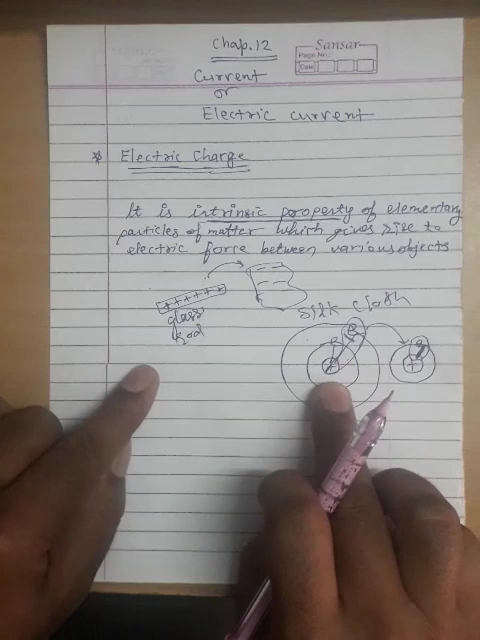 Chap. 12
Sansar
Page No.:
Date
Current
or
Electric current
* Electric Charge
It is intrinsic poroperty of elementary
particles of matter which gives rise to
electric force between various objects
++++++
glass
rod
Silk cloth
e
e
+